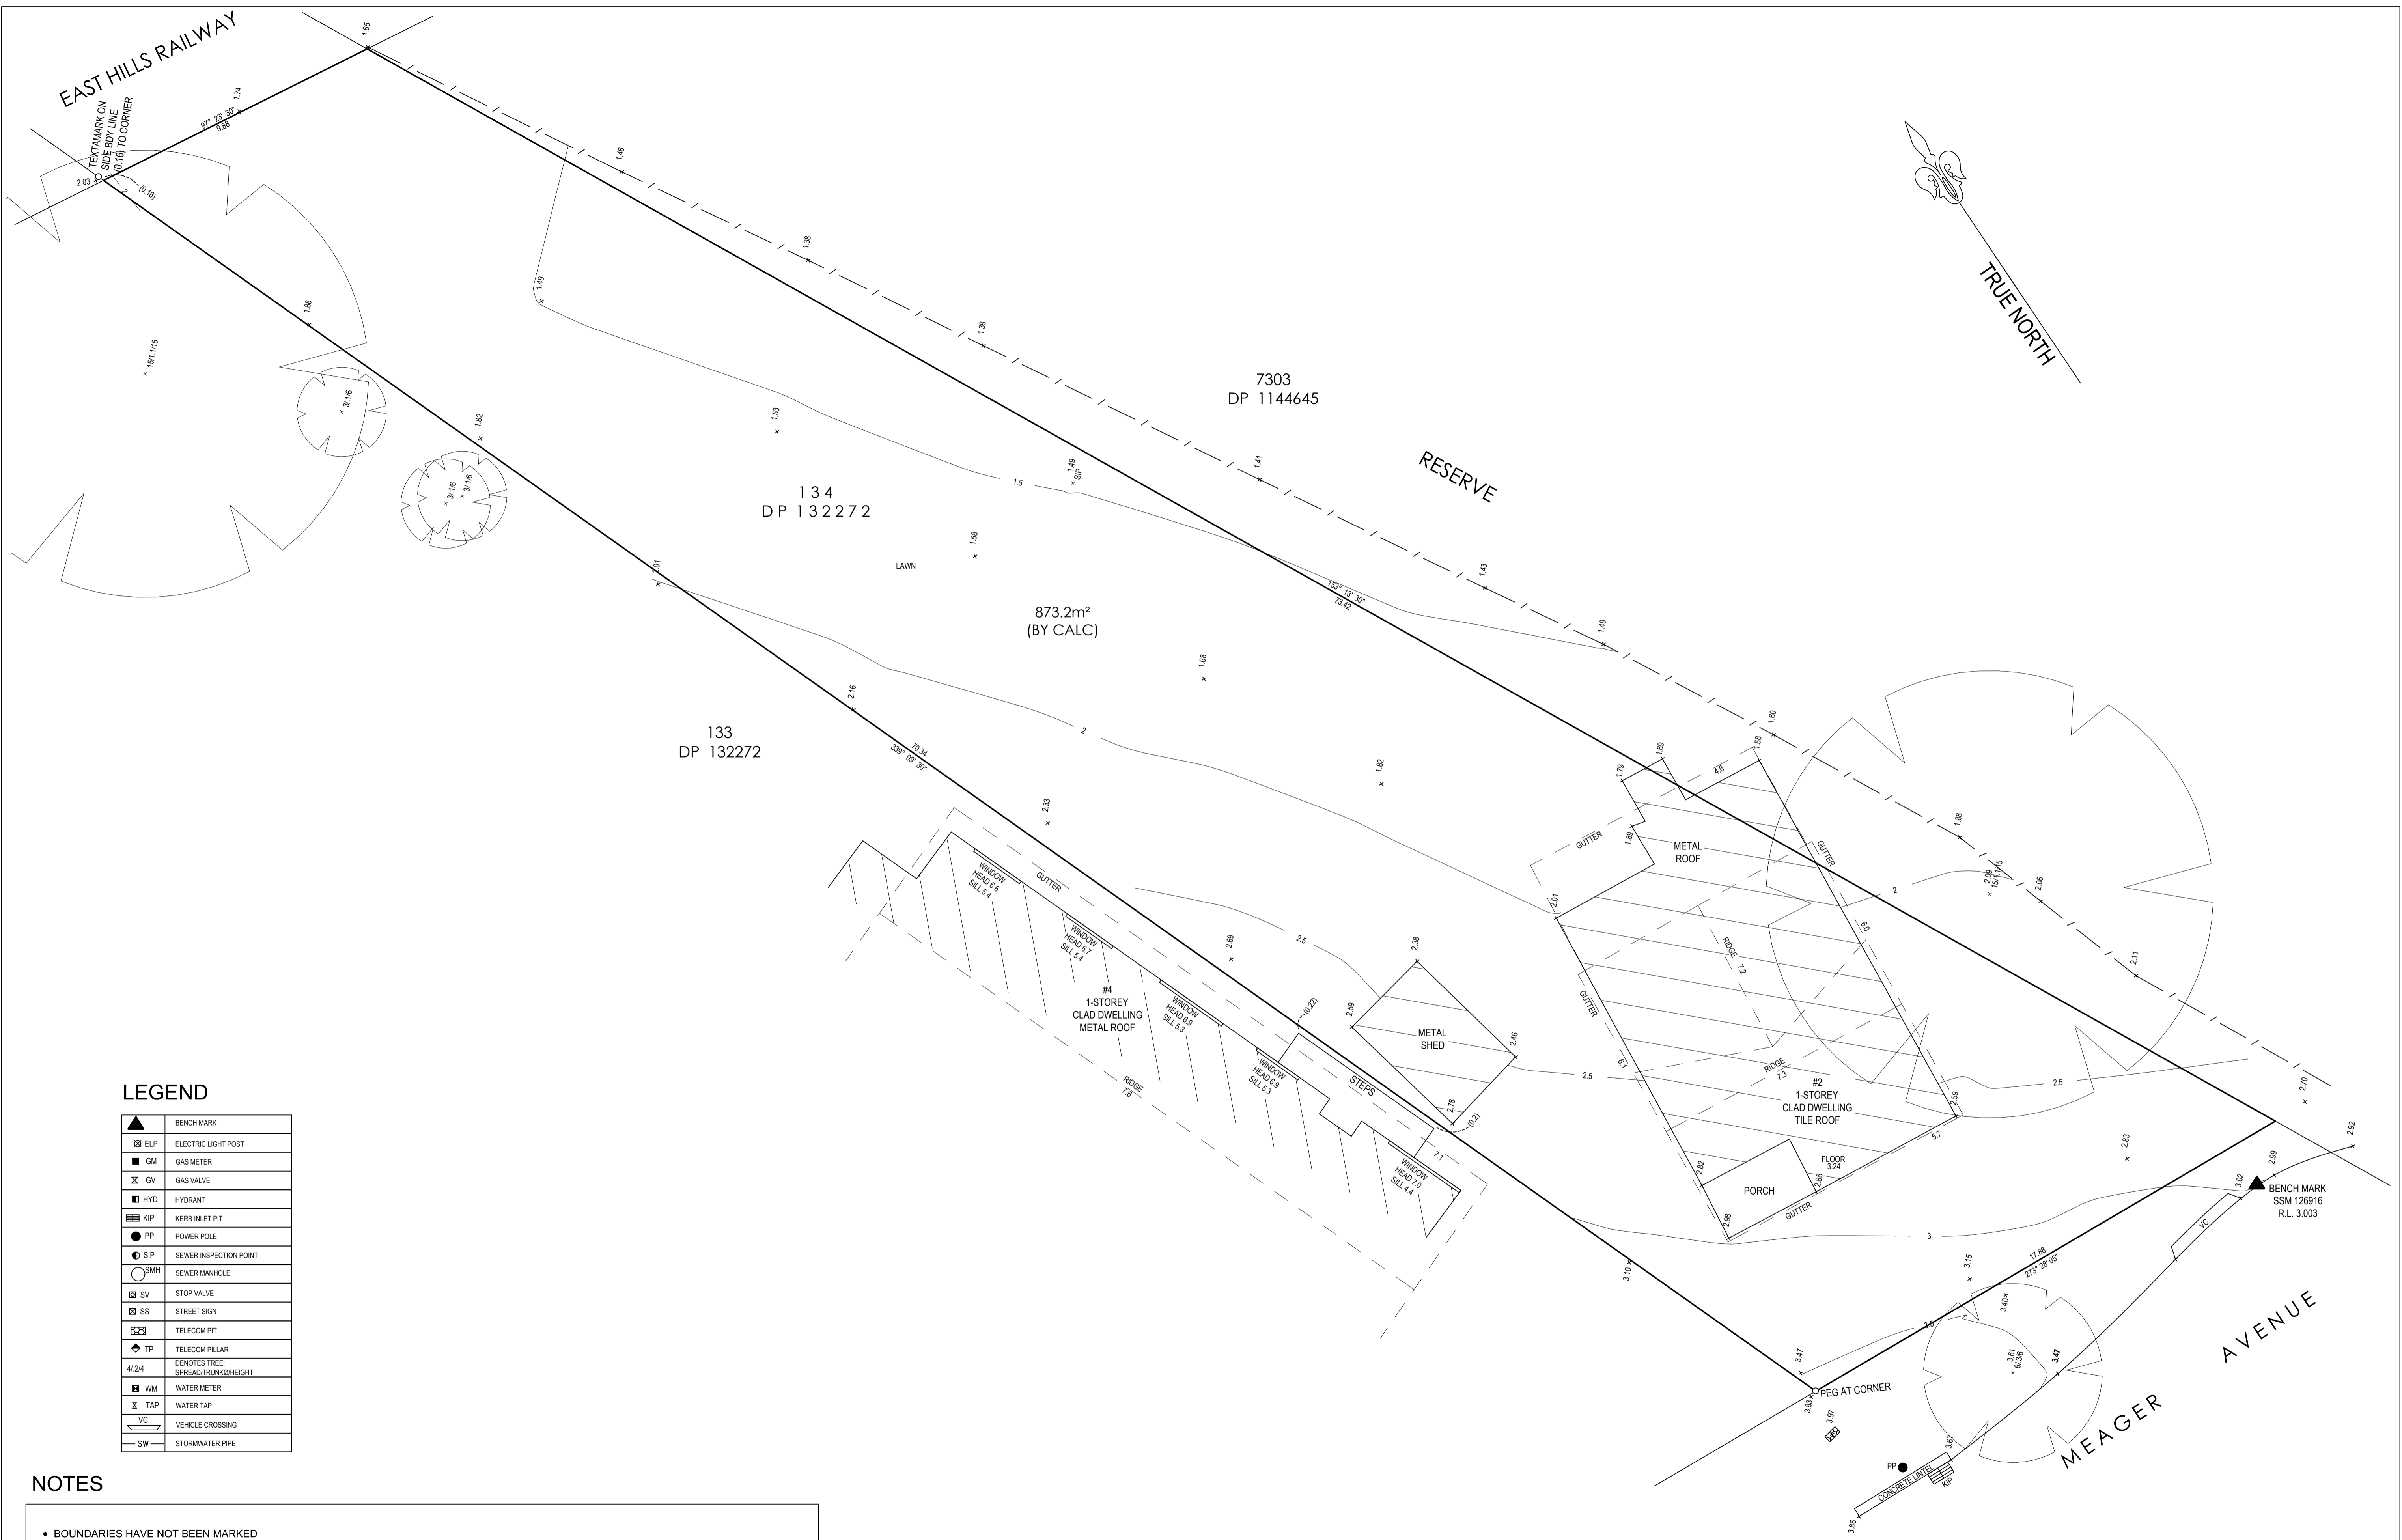 EAST HILLS RAILWAY
1.65
1.74
97° 23' 30"
9.88
TEXTAMARK ON
SIDE BDY LINE
(0.16) TO CORNER
2.03
2
(0.16)
1.46
1.38
1.38
1.49
1.88
15/1.1/15
3/.1/6
1.82
3/.1/6
3/.1/6
1.53
1.49
SIP
1.5
1.41
1.43
1.49
7303
DP 1144645
RESERVE
TRUE NORTH
134
DP 132272
1.58
LAWN
2.01
873.2m²
(BY CALC)
153° 13' 30"
73.42
1.68
2.16
2
133
DP 132272
70.34
339° 09' 30"
2.33
1.82
1.60
1.58
1.69
1.79
4.6
GUTTER
1.89
METAL
ROOF
GUTTER
2.01
2
1.88
2.09
15/1.1/15
2.06
2.11
6.0
RIDGE 7.2
GUTTER
6.1
RIDGE
7.3
#2
1-STOREY
CLAD DWELLING
TILE ROOF
2.59
2.5
5.7
FLOOR
3.24
2.82
PORCH
2.85
2.98
GUTTER
WINDOW
HEAD 6.6
SILL 5.4
GUTTER
WINDOW
HEAD 6.7
SILL 5.4
2.69
2.5
2.38
2.59
METAL
SHED
2.46
2.5
2.78
(0.2)
(0.22)
#4
1-STOREY
CLAD DWELLING
METAL ROOF
WINDOW
HEAD 6.9
SILL 5.3
WINDOW
HEAD 6.9
SILL 5.3
STEPS
RIDGE
7.6
7.1
WINDOW
HEAD 7.0
SILL 4.4
2.70
2.92
2.83
2.99
3.02
BENCH MARK
SSM 126916
R.L. 3.003
VC
3
3.10
3.15
17.88
273° 28' 05"
3.40
3.5
3.47
3.61
6/.3/6
3.47
PEG AT CORNER
3.83
3.97
MEAGER AVENUE
3.67
PP
CONCRETE LINTEL
KIP
3.86
LEGEND
BENCH MARK
ELP ELECTRIC LIGHT POST
GM GAS METER
GV GAS VALVE
HYD HYDRANT
KIP KERB INLET PIT
PP POWER POLE
SIP SEWER INSPECTION POINT
SMH SEWER MANHOLE
SV STOP VALVE
SS STREET SIGN
TELECOM PIT
TP TELECOM PILLAR
4/.2/4 DENOTES TREE:
SPREAD/TRUNKØ/HEIGHT
WM WATER METER
TAP WATER TAP
VC VEHICLE CROSSING
SW STORMWATER PIPE
NOTES
• BOUNDARIES HAVE NOT BEEN MARKED